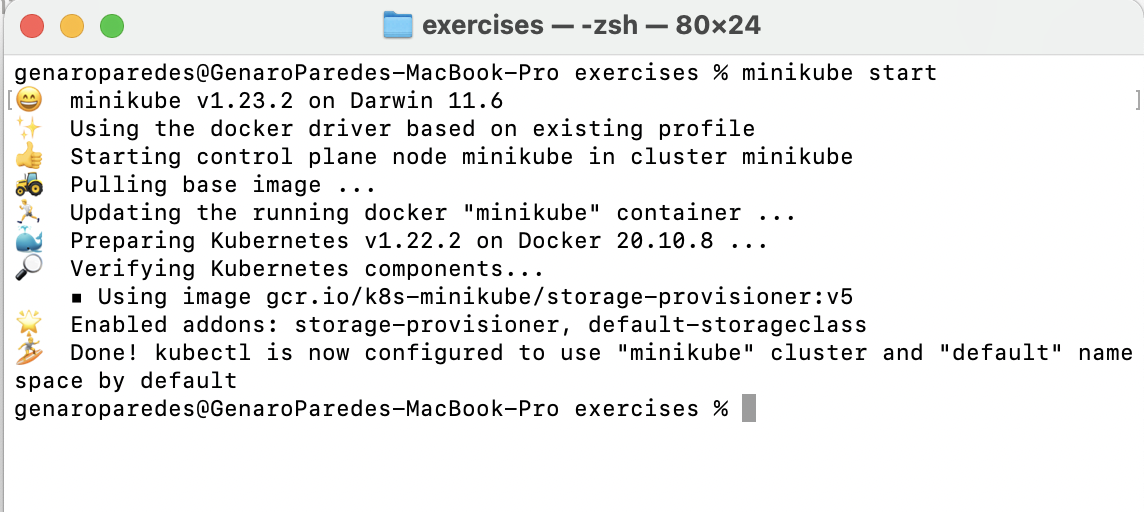 exercises — -zsh — 80×24
genaroparedes@GenaroParedes-MacBook-Pro exercises % minikube start
[😄  minikube v1.23.2 on Darwin 11.6 ]
✨  Using the docker driver based on existing profile
👍  Starting control plane node minikube in cluster minikube
🚜  Pulling base image ...
🏃  Updating the running docker "minikube" container ...
🐳  Preparing Kubernetes v1.22.2 on Docker 20.10.8 ...
🔎  Verifying Kubernetes components...
    ▪ Using image gcr.io/k8s-minikube/storage-provisioner:v5
🌟  Enabled addons: storage-provisioner, default-storageclass
🏄  Done! kubectl is now configured to use "minikube" cluster and "default" name
space by default
genaroparedes@GenaroParedes-MacBook-Pro exercises %